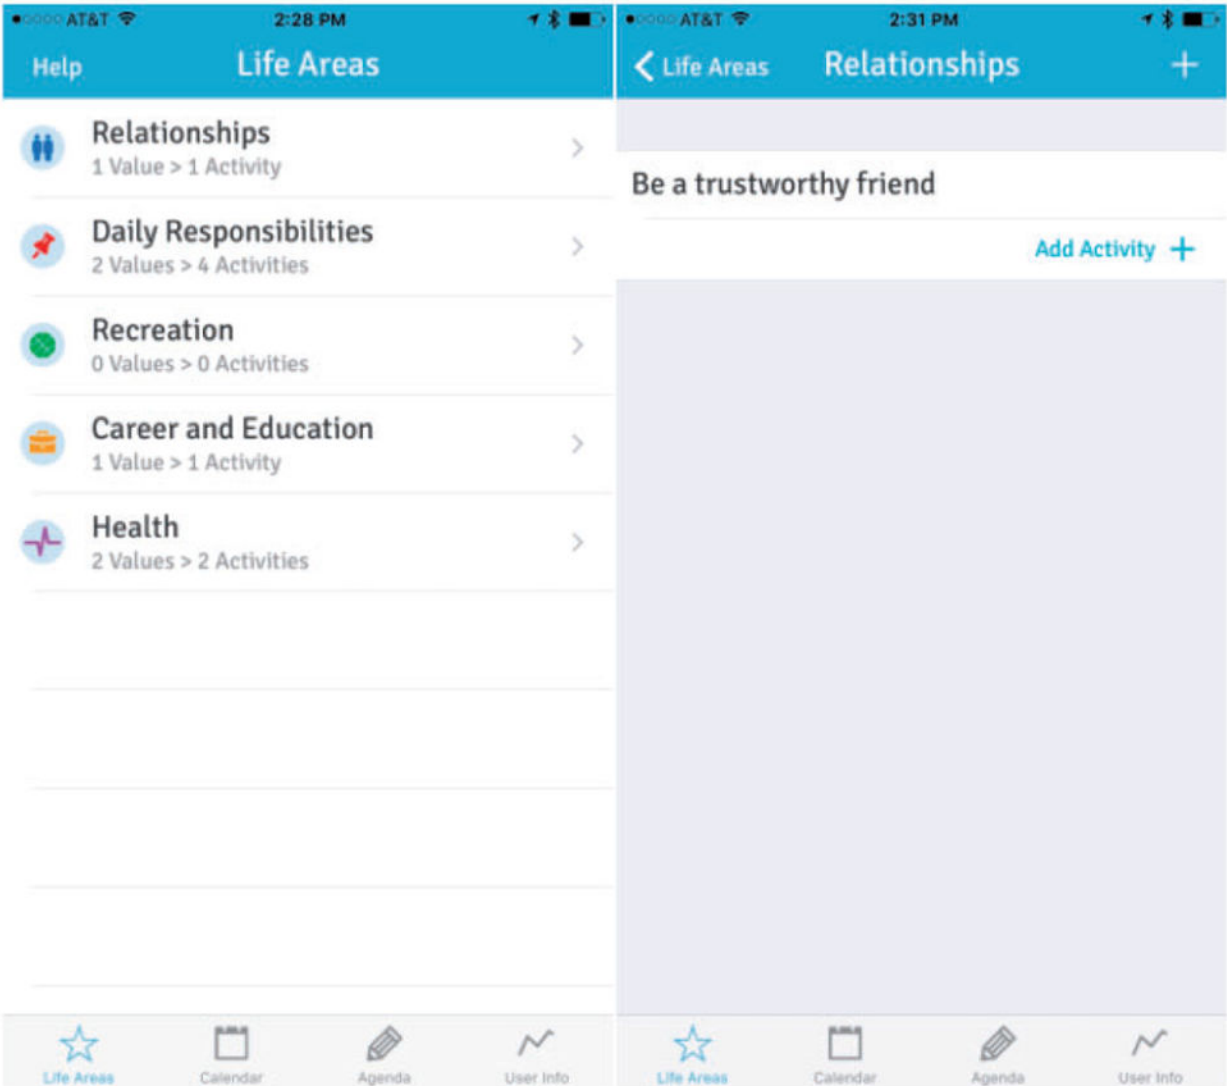 AT&T 2:28 PM
Help Life Areas
Relationships
1 Value > 1 Activity
Daily Responsibilities
2 Values > 4 Activities
Recreation
0 Values > 0 Activities
Career and Education
1 Value > 1 Activity
Health
2 Values > 2 Activities
Life Areas Calendar Agenda User Info
AT&T 2:31 PM
Life Areas Relationships +
Be a trustworthy friend
Add Activity +
Life Areas Calendar Agenda User Info